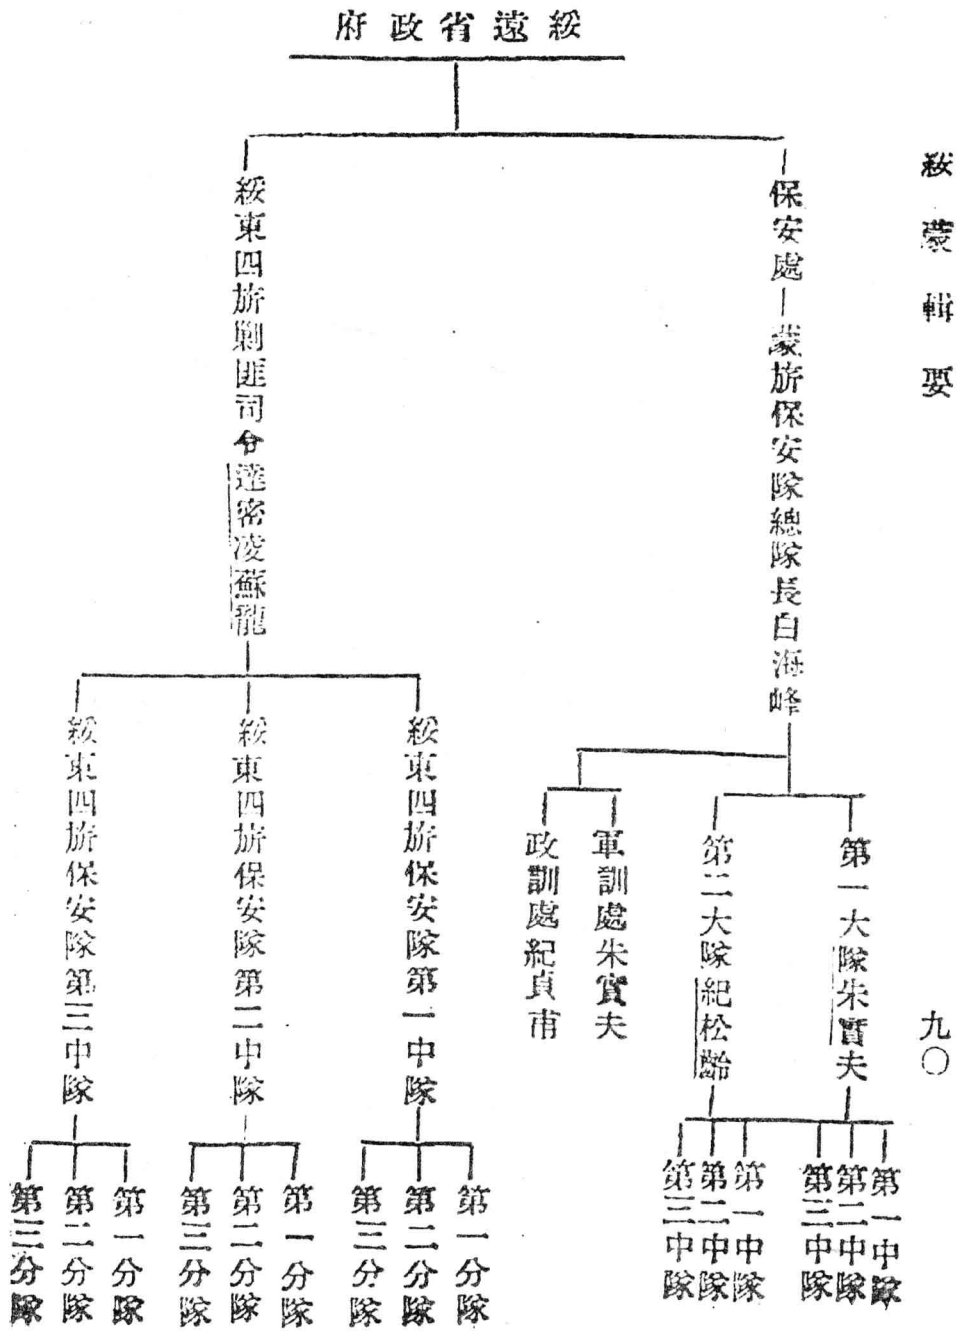 綏蒙輯要
九〇
綏遠省政府
保安處—蒙旂保安隊總隊長白海峰
第一大隊朱實夫
第一中隊
第二中隊
第三中隊
第二大隊紀松齡
第一中隊
第二中隊
第三中隊
軍訓處朱實夫
政訓處紀貞甫
綏東四旂剿匪司令達密凌蘇龍
綏東四旂保安隊第一中隊
第一分隊
第二分隊
第三分隊
綏東四旂保安隊第二中隊
第一分隊
第二分隊
第三分隊
綏東四旂保安隊第三中隊
第一分隊
第二分隊
第三分隊